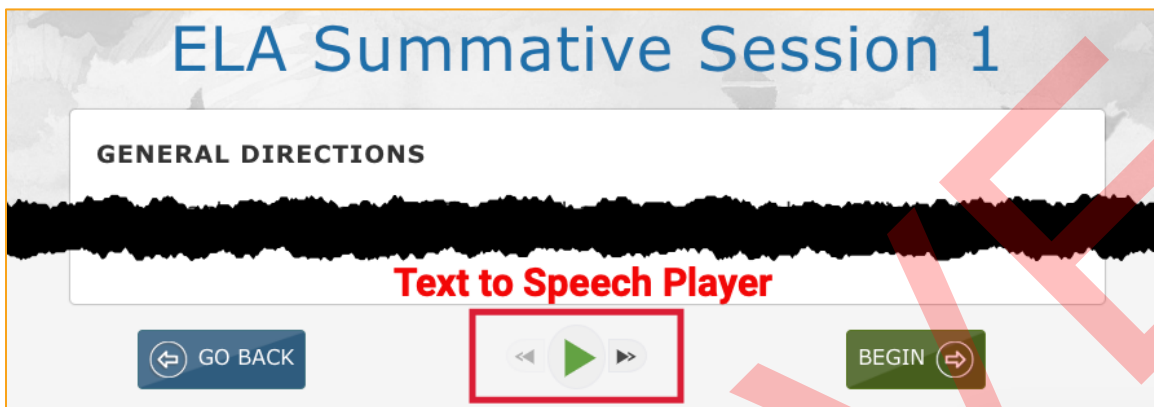 ELA Summative Session 1
GENERAL DIRECTIONS
Text to Speech Player
GO BACK
BEGIN